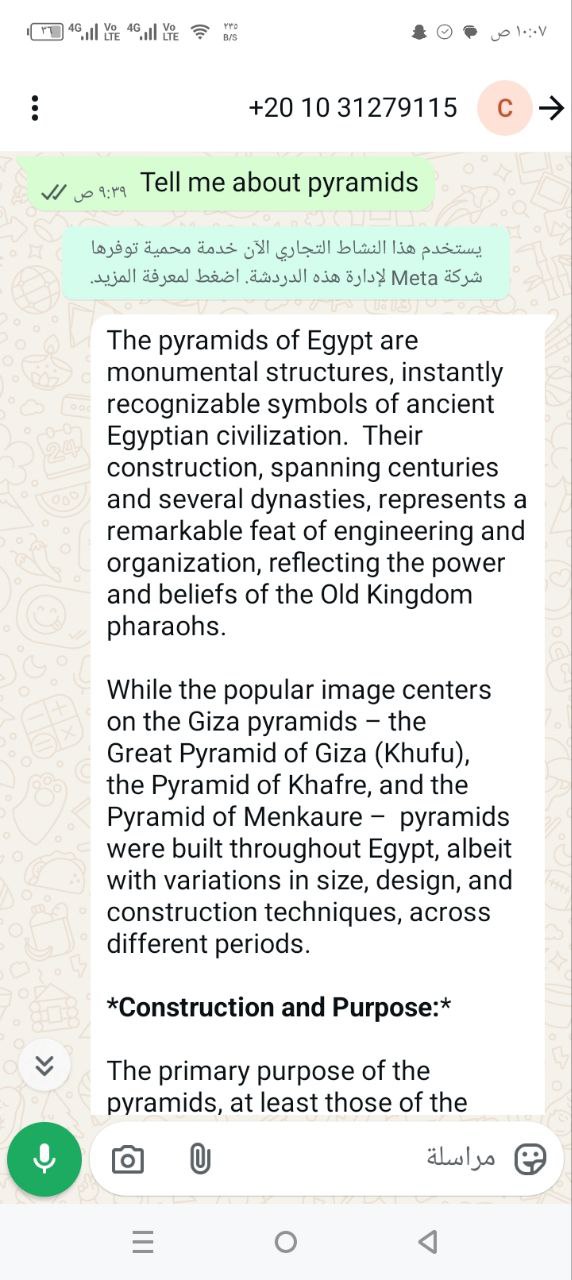 ٣٦ 4G Vo LTE 4G Vo LTE ٢٣٥ B/S ١٠:٠٧ ص
+20 10 31279115 C
Tell me about pyramids ٩:٣٩ ص
يستخدم هذا النشاط التجاري الآن خدمة محمية توفرها
شركة Meta لإدارة هذه الدردشة. اضغط لمعرفة المزيد.
The pyramids of Egypt are
monumental structures, instantly
recognizable symbols of ancient
Egyptian civilization.  Their
construction, spanning centuries
and several dynasties, represents a
remarkable feat of engineering and
organization, reflecting the power
and beliefs of the Old Kingdom
pharaohs.
While the popular image centers
on the Giza pyramids – the
Great Pyramid of Giza (Khufu),
the Pyramid of Khafre, and the
Pyramid of Menkaure –  pyramids
were built throughout Egypt, albeit
with variations in size, design, and
construction techniques, across
different periods.
*Construction and Purpose:*
The primary purpose of the
pyramids, at least those of the
مراسلة